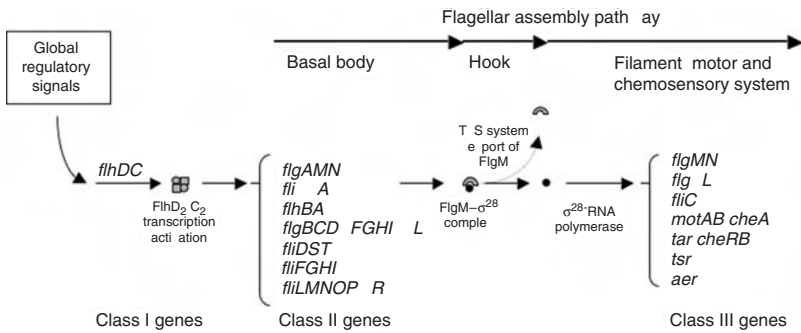 Flagellar assembly path ay
Global
regulatory
signals
Basal body
Hook
Filament motor and
chemosensory system
T S system
e port of
FlgM
flhDC
FlhD2 C2
transcription
acti ation
flgAMN
fli A
flhBA
flgBCD FGHI L
fliDST
fliFGHI
fliLMNOP R
FlgM–σ28
comple
σ28-RNA
polymerase
flgMN
flg L
fliC
motAB cheA
tar cheRB
tsr
aer
Class I genes
Class II genes
Class III genes